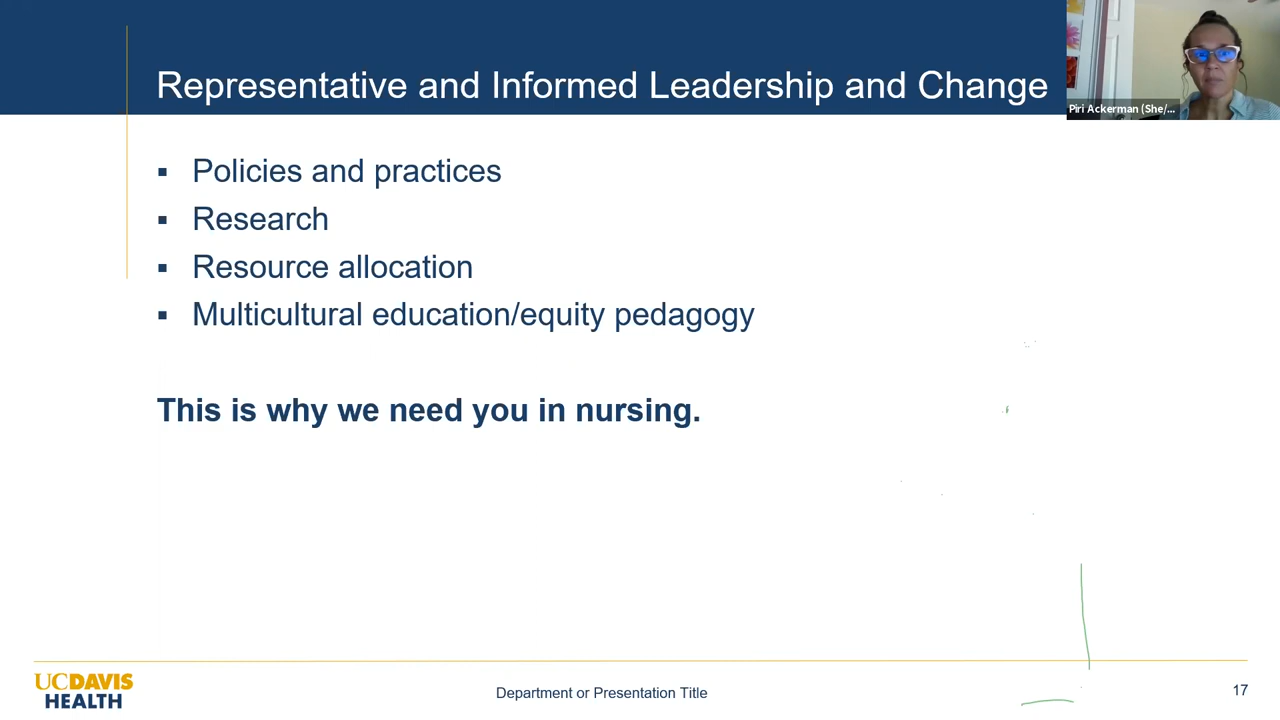 Representative and Informed Leadership and Change
Piri Ackerman (She/...
▪ Policies and practices
▪ Research
▪ Resource allocation
▪ Multicultural education/equity pedagogy
This is why we need you in nursing.
UCDAVIS
HEALTH
Department or Presentation Title
17